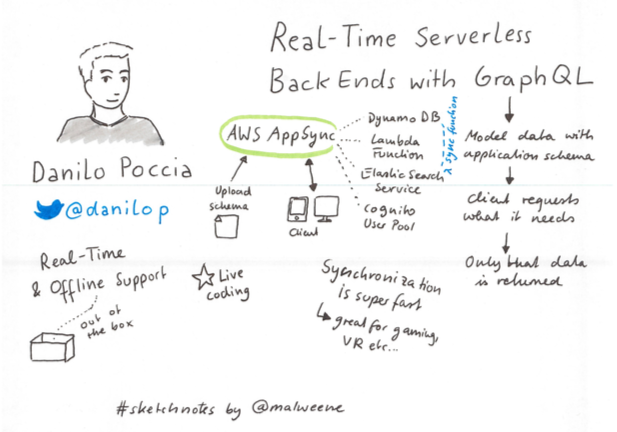 Real-Time Serverless
Back Ends with GraphQL
Danilo Poccia
@danilop
AWS AppSync
Upload
schema
Client
Dynamo DB
Lambda
Function
Elastic Search
Service
Cognito
User Pool
λ Sync function
Model data with
application schema
Client requests
what it needs
Only that data
is returned
Real-Time
& Offline Support
out of
the box
Live
coding
Synchronization
is super fast
great for gaming,
VR etc...
#sketchnotes by @malweene